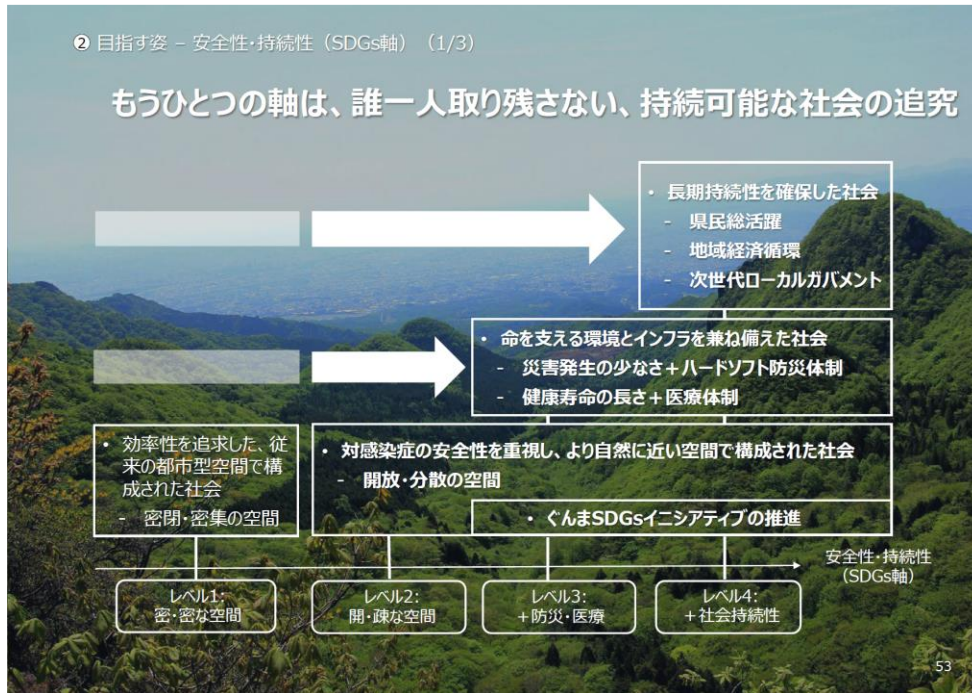 ② 目指す姿 – 安全性・持続性（SDGs軸）（1/3）
もうひとつの軸は、誰一人取り残さない、持続可能な社会の追究
• 長期持続性を確保した社会
- 県民総活躍
- 地域経済循環
- 次世代ローカルガバメント
• 命を支える環境とインフラを兼ね備えた社会
- 災害発生の少なさ＋ハードソフト防災体制
- 健康寿命の長さ＋医療体制
• 効率性を追求した、従
来の都市型空間で構
成された社会
- 密閉・密集の空間
• 対感染症の安全性を重視し、より自然に近い空間で構成された社会
- 開放・分散の空間
• ぐんまSDGsイニシアティブの推進
安全性・持続性
（SDGs軸）
レベル1:
密・密な空間
レベル2:
開・疎な空間
レベル3:
＋防災・医療
レベル4:
＋社会持続性
53